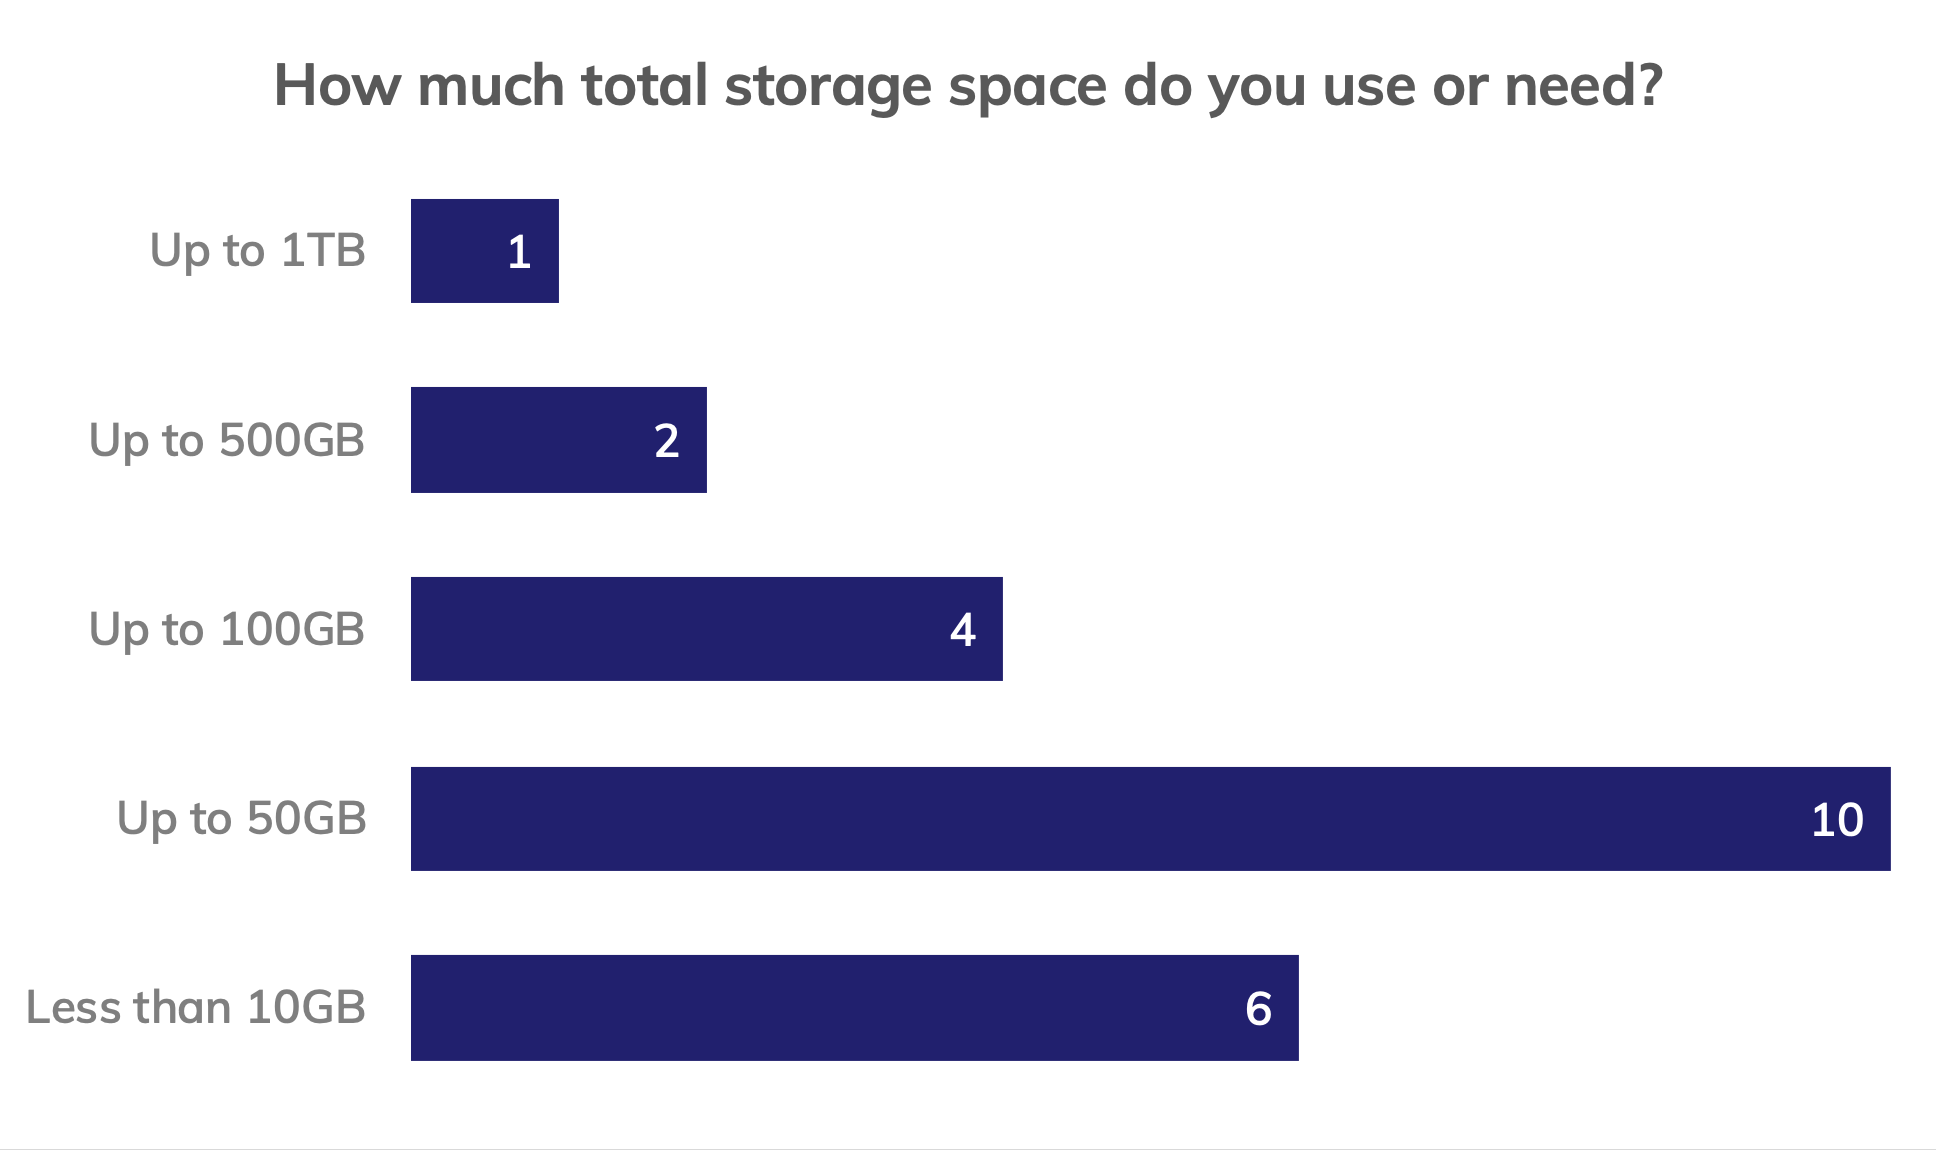 How much total storage space do you use or need?
Up to 1TB 1
Up to 500GB 2
Up to 100GB 4
Up to 50GB 10
Less than 10GB 6